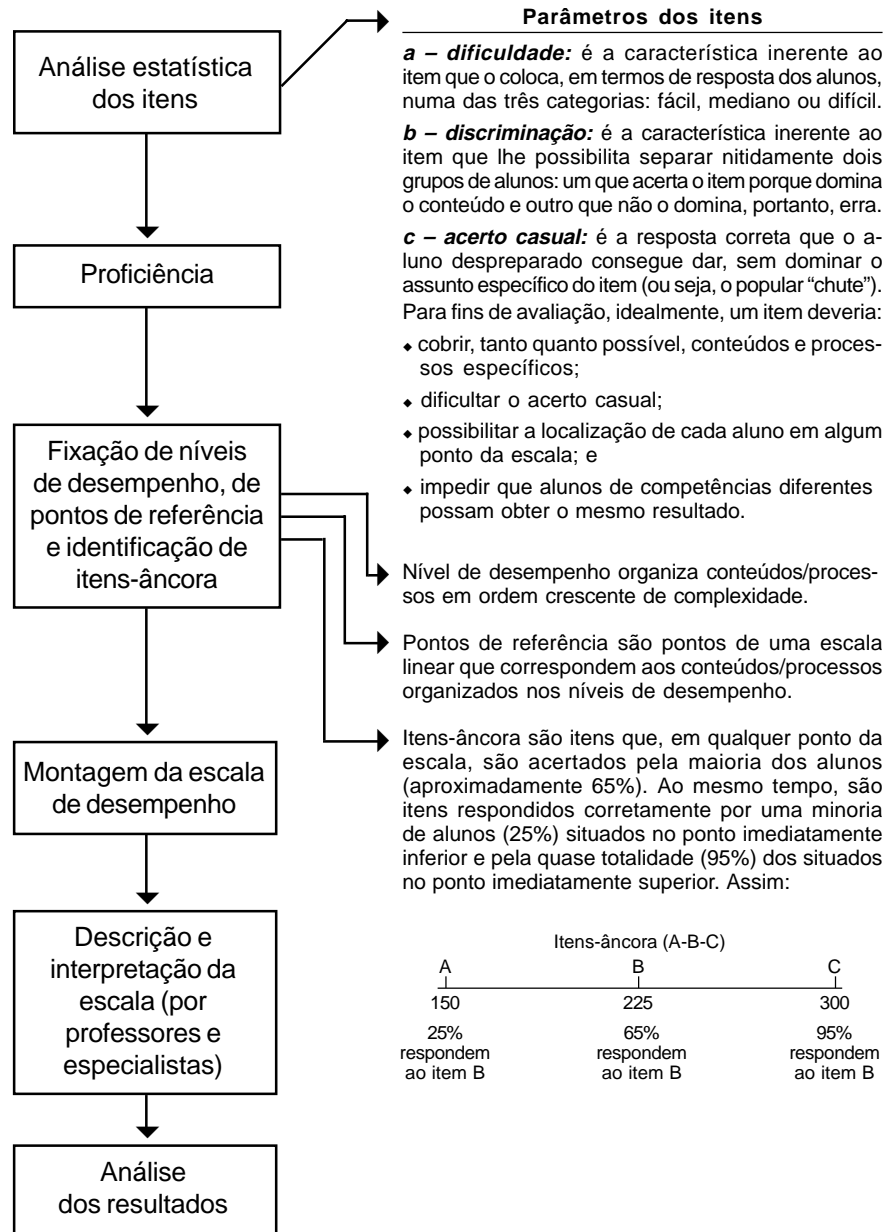 Análise estatística
dos itens
Proficiência
Fixação de níveis
de desempenho, de
pontos de referência
e identificação de
itens-âncora
Montagem da escala
de desempenho
Descrição e
interpretação da
escala (por
professores e
especialistas)
Análise
dos resultados
Parâmetros dos itens
a – dificuldade: é a característica inerente ao
item que o coloca, em termos de resposta dos alunos,
numa das três categorias: fácil, mediano ou difícil.
b – discriminação: é a característica inerente ao
item que lhe possibilita separar nitidamente dois
grupos de alunos: um que acerta o item porque domina
o conteúdo e outro que não o domina, portanto, erra.
c – acerto casual: é a resposta correta que o a-
luno despreparado consegue dar, sem dominar o
assunto específico do item (ou seja, o popular “chute”).
Para fins de avaliação, idealmente, um item deveria:
◆ cobrir, tanto quanto possível, conteúdos e proces-
sos específicos;
◆ dificultar o acerto casual;
◆ possibilitar a localização de cada aluno em algum
ponto da escala; e
◆ impedir que alunos de competências diferentes
possam obter o mesmo resultado.
Nível de desempenho organiza conteúdos/proces-
sos em ordem crescente de complexidade.
Pontos de referência são pontos de uma escala
linear que correspondem aos conteúdos/processos
organizados nos níveis de desempenho.
Itens-âncora são itens que, em qualquer ponto da
escala, são acertados pela maioria dos alunos
(aproximadamente 65%). Ao mesmo tempo, são
itens respondidos corretamente por uma minoria
de alunos (25%) situados no ponto imediatamente
inferior e pela quase totalidade (95%) dos situados
no ponto imediatamente superior. Assim:
Itens-âncora (A-B-C)
A B C
150 225 300
25% 65% 95%
respondem respondem respondem
ao item B ao item B ao item B